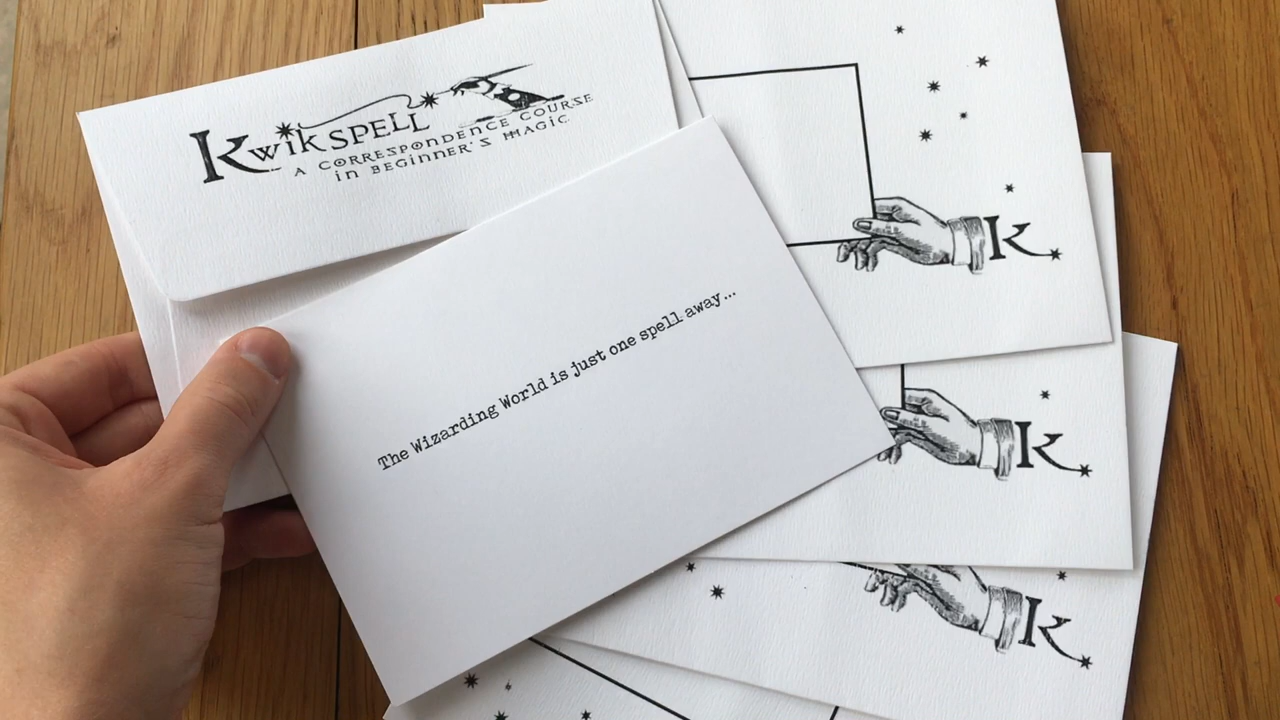 KwikSPELL
A CORRESPONDENCE COURSE
in BEGINNER'S MAGIC
The Wizarding World is just one spell away...
K
K
K